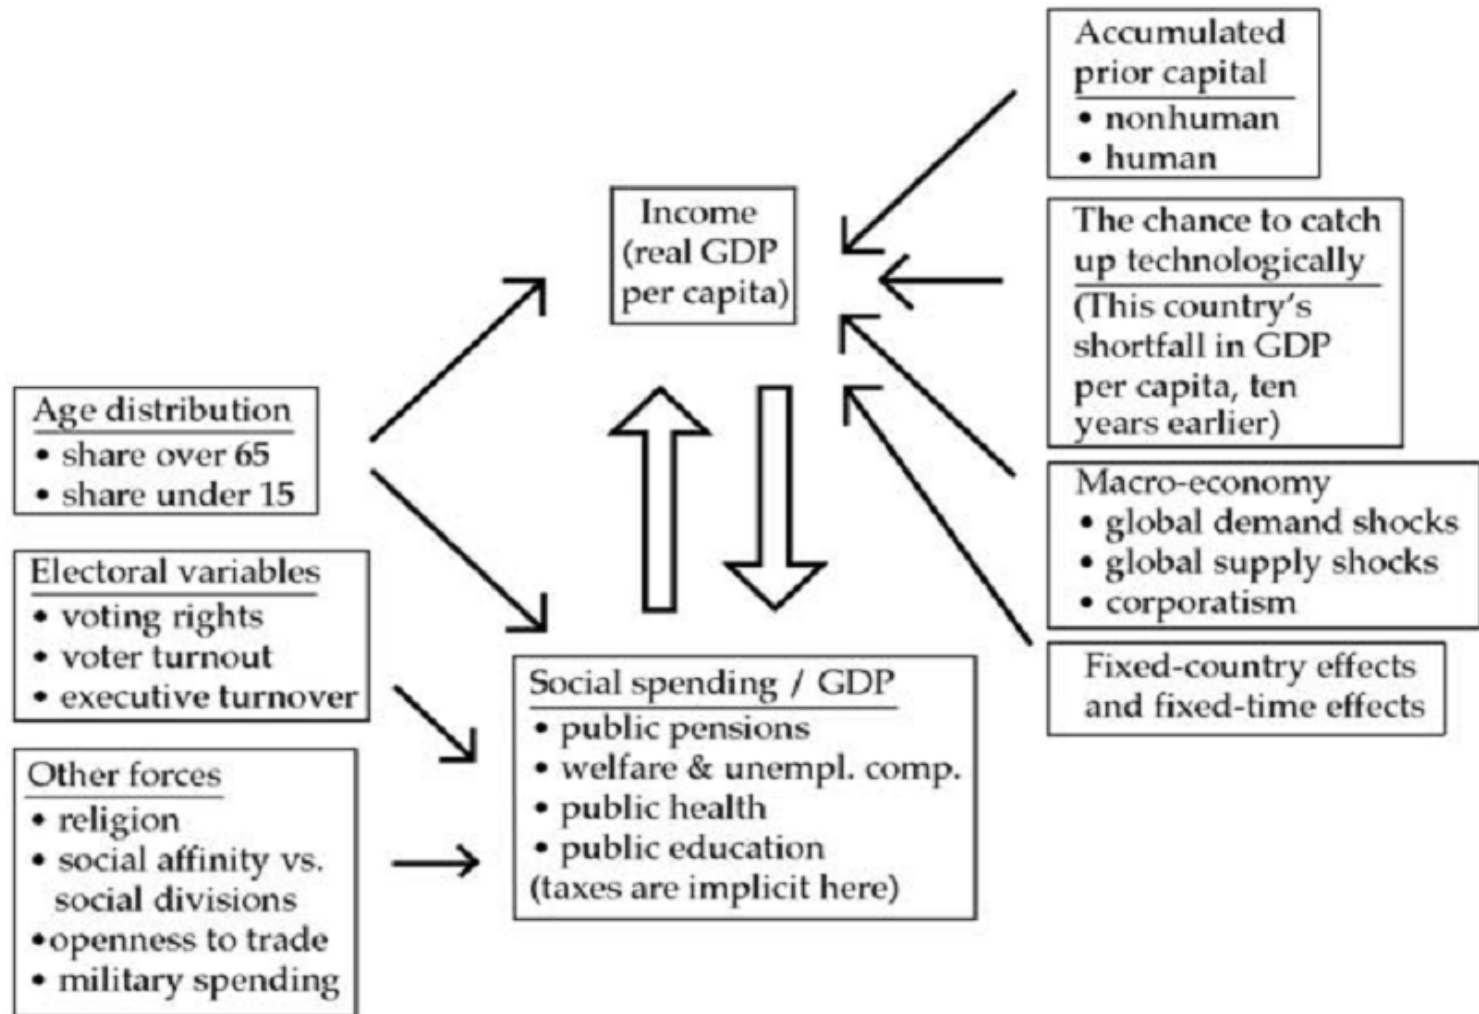 Accumulated
prior capital
• nonhuman
• human
Income
(real GDP
per capita)
The chance to catch
up technologically
(This country's
shortfall in GDP
per capita, ten
years earlier)
Age distribution
• share over 65
• share under 15
Macro-economy
• global demand shocks
• global supply shocks
• corporatism
Electoral variables
• voting rights
• voter turnout
• executive turnover
Fixed-country effects
and fixed-time effects
Social spending / GDP
• public pensions
• welfare & unempl. comp.
• public health
• public education
(taxes are implicit here)
Other forces
• religion
• social affinity vs.
social divisions
•openness to trade
• military spending